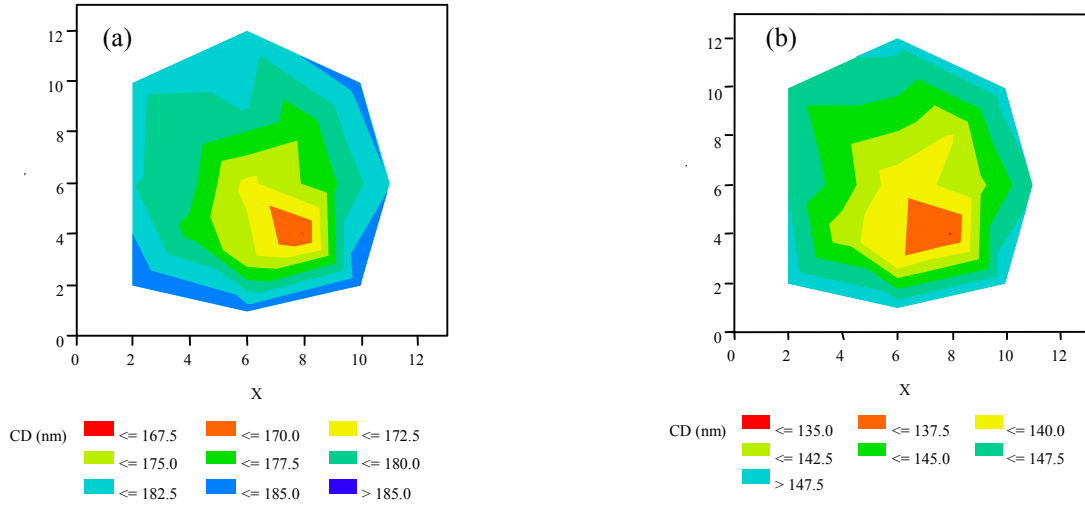 (a)
12
10
8
6
4
2
0
0 2 4 6 8 10 12
X
CD (nm) <= 167.5 <= 170.0 <= 172.5
<= 175.0 <= 177.5 <= 180.0
<= 182.5 <= 185.0 > 185.0
(b)
12
10
8
6
4
2
0
0 2 4 6 8 10 12
X
CD (nm) <= 135.0 <= 137.5 <= 140.0
<= 142.5 <= 145.0 <= 147.5
> 147.5